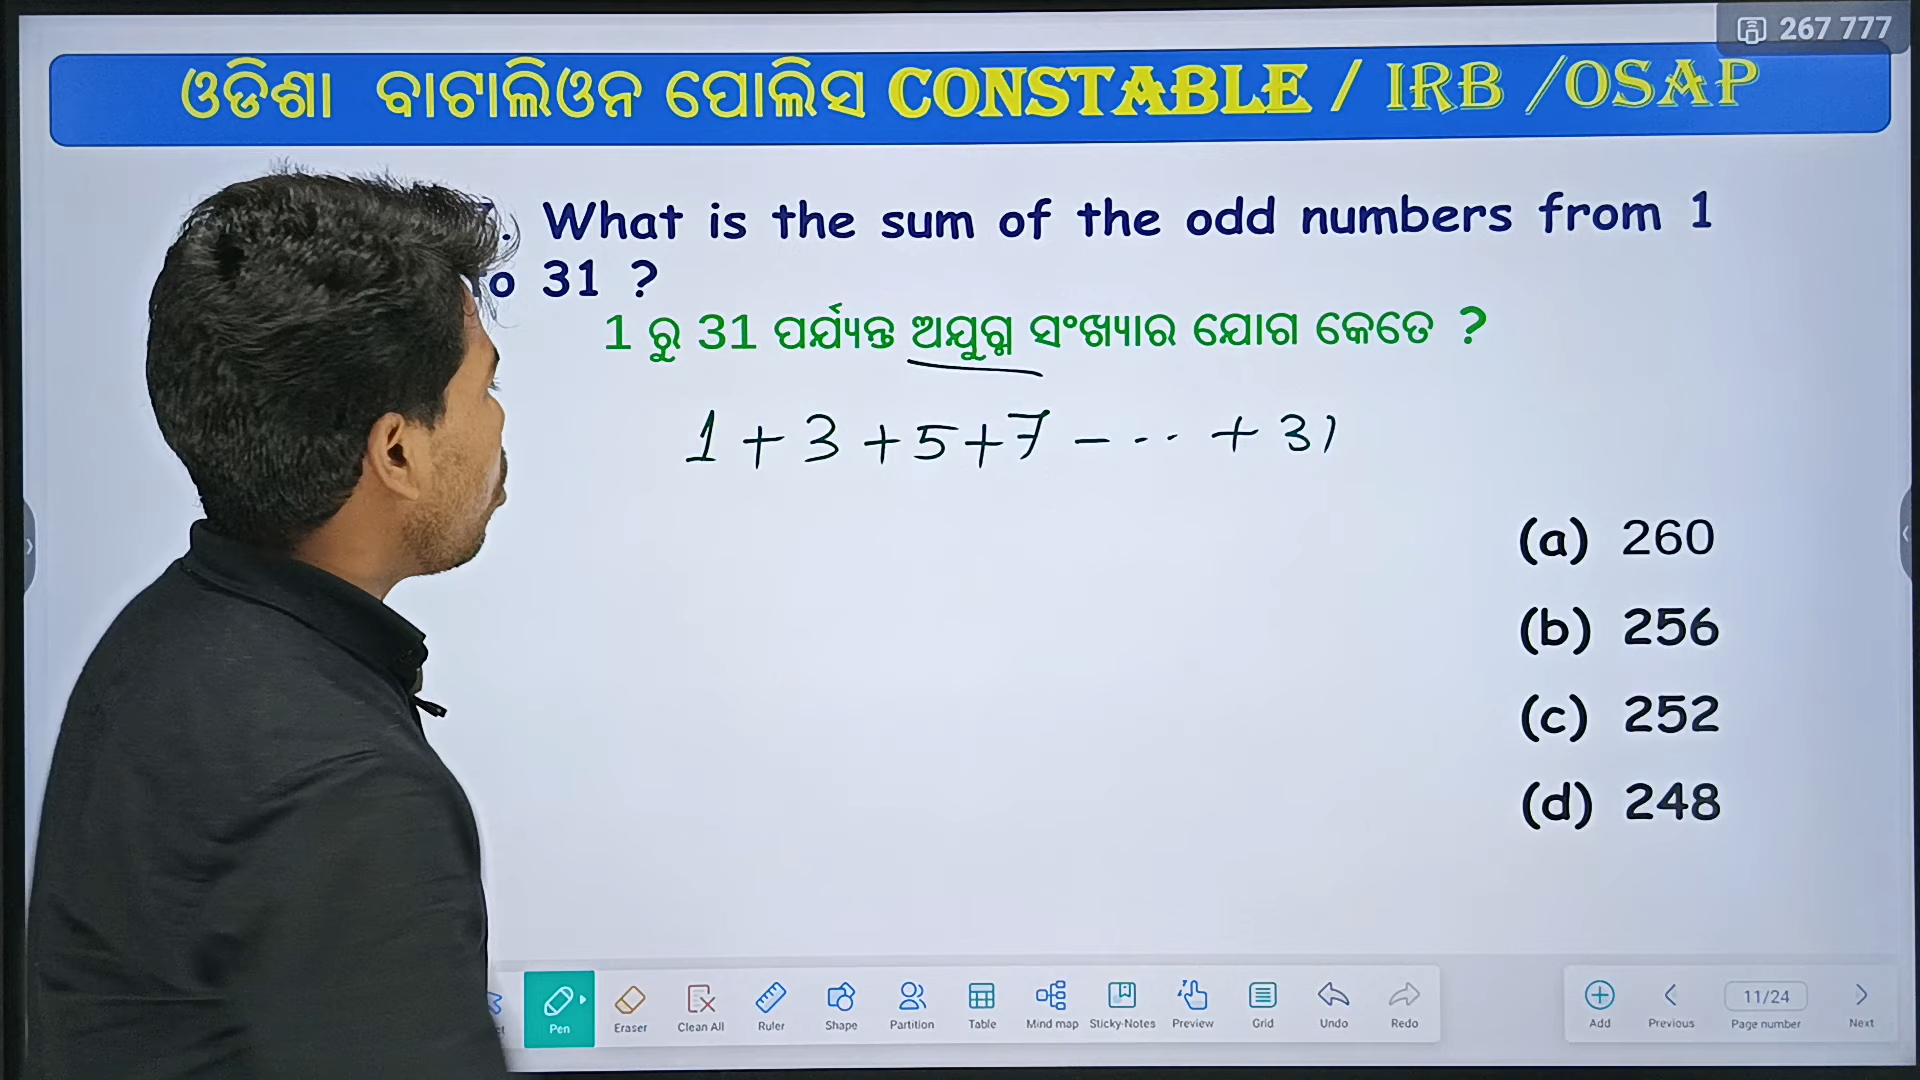 267 777
ଓଡିଶା ବାଟାଲିଓନ ପୋଲିସ CONSTABLE / IRB /OSAP
What is the sum of the odd numbers from 1
31 ?
1 ରୁ 31 ପର୍ଯ୍ୟନ୍ତ ଅଯୁଗ୍ମ ସଂଖ୍ୟାର ଯୋଗ କେତେ ?
1 + 3 + 5 + 7 - - - - + 31
(a) 260
(b) 256
(c) 252
(d) 248
Pen Eraser Clean All Ruler Shape Partition Table Mind map Sticky-Notes Preview Grid Undo Redo Add Previous 11/24 Page number Next